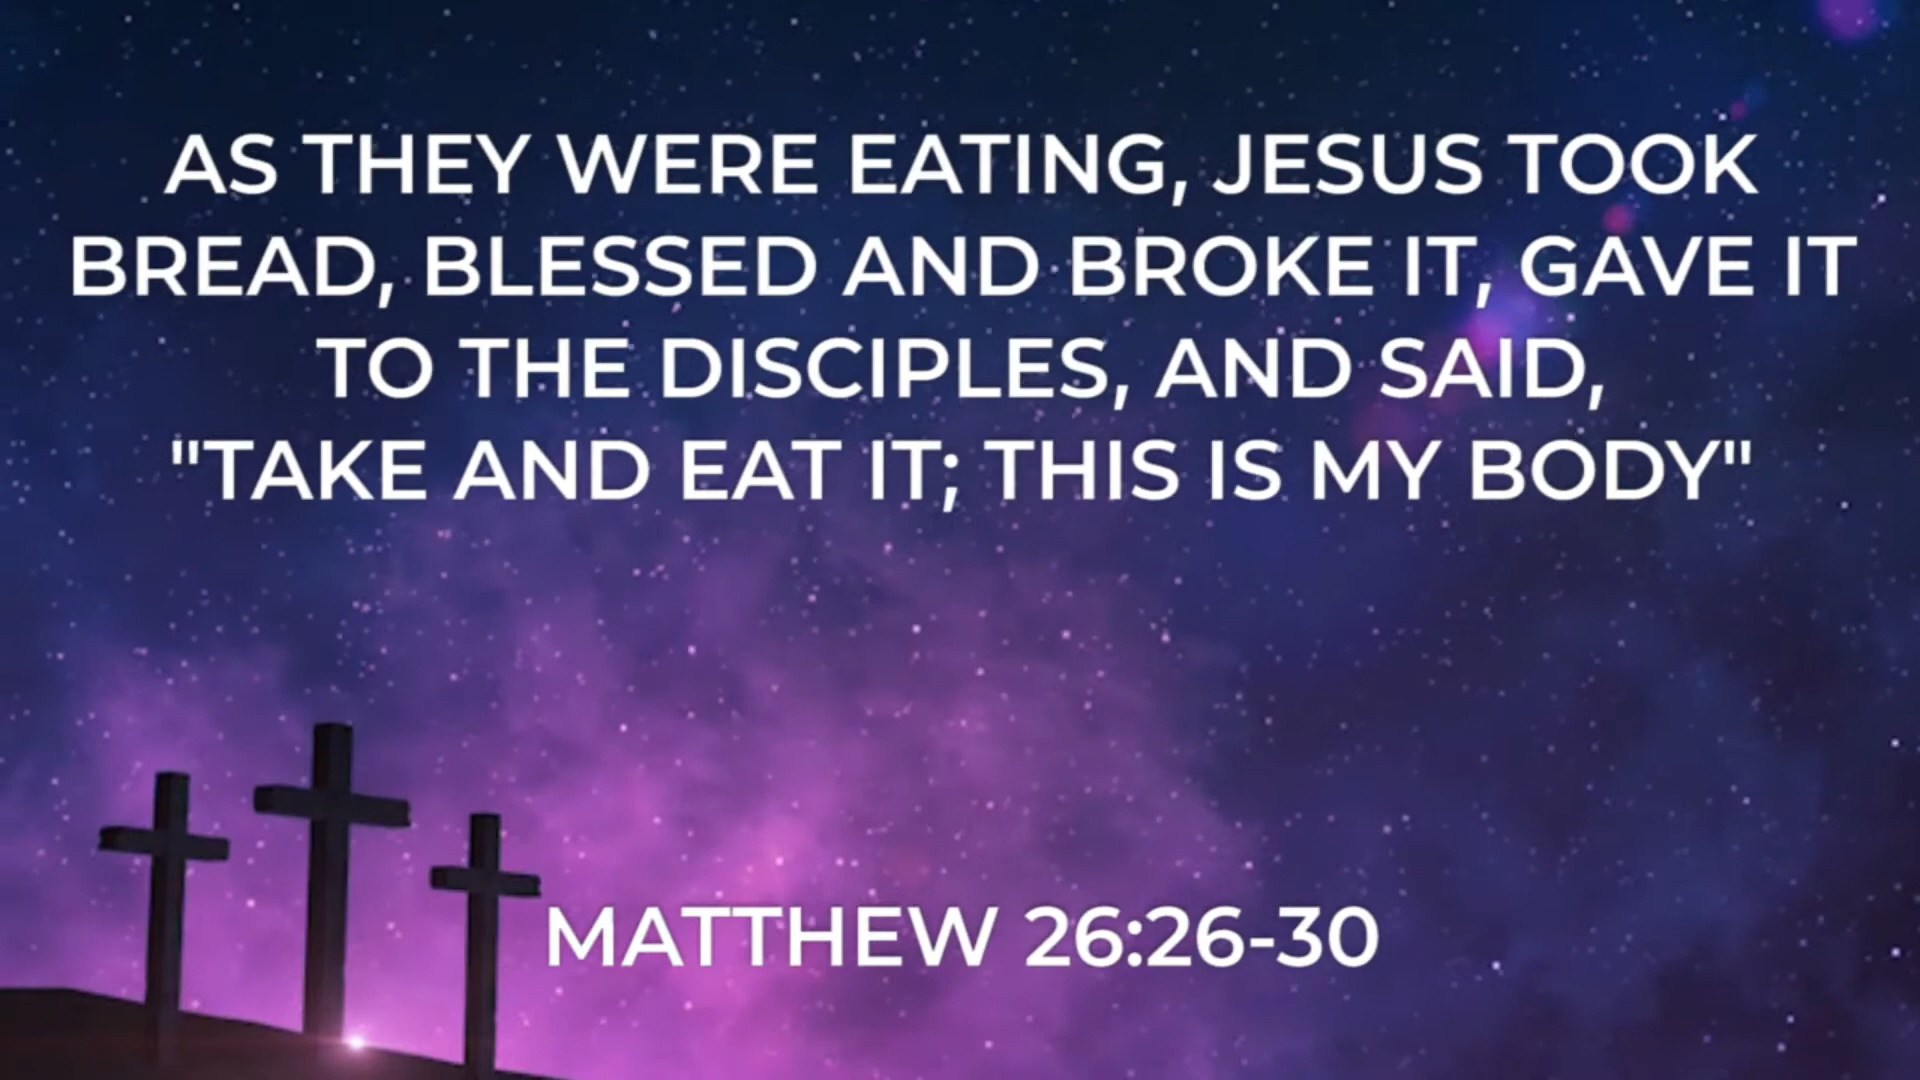 AS THEY WERE EATING, JESUS TOOK
BREAD, BLESSED AND BROKE IT, GAVE IT
TO THE DISCIPLES, AND SAID,
"TAKE AND EAT IT; THIS IS MY BODY"
MATTHEW 26:26-30